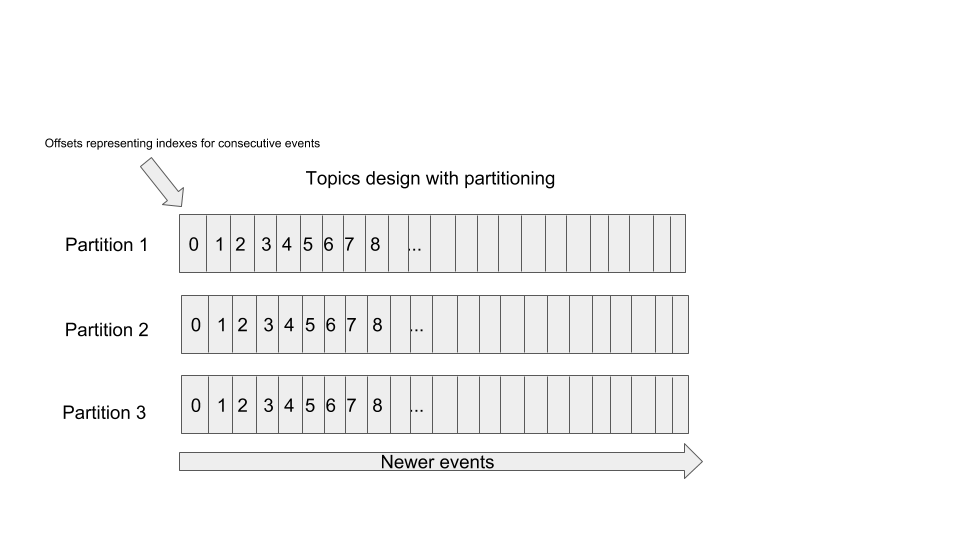 Offsets representing indexes for consecutive events
Topics design with partitioning
Partition 1 0 1 2 3 4 5 6 7 8 ...
Partition 2 0 1 2 3 4 5 6 7 8 ...
Partition 3 0 1 2 3 4 5 6 7 8 ...
Newer events